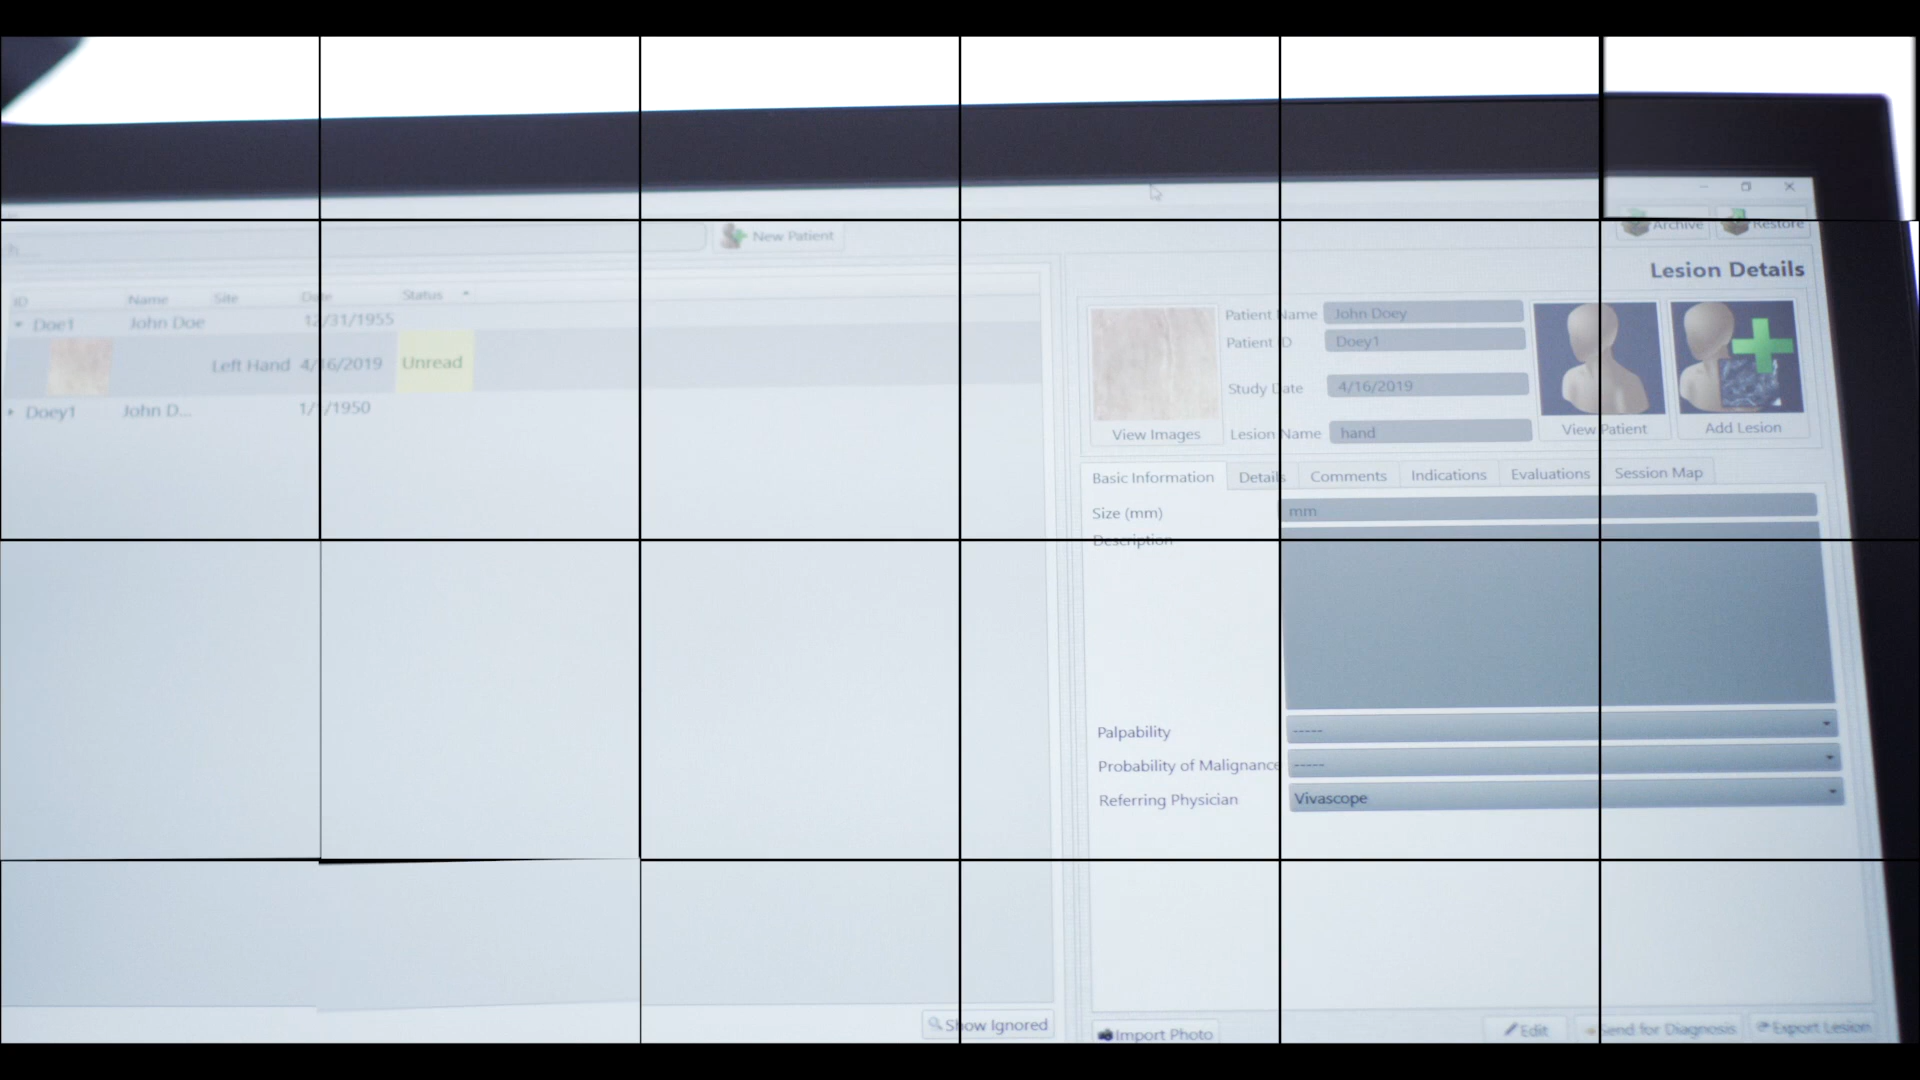 New Patient
Archive Restore
Lesion Details
ID Name Site Date Status
Doe1 John Doe 12/31/1955
Left Hand 4/16/2019 Unread
Doey1 John D... 1/1/1950
View Images
Patient Name John Doey
Patient ID Doey1
Study Date 4/16/2019
Lesion Name hand
View Patient
Add Lesion
Basic Information Details Comments Indications Evaluations Session Map
Size (mm) mm
Description
Palpability -----
Probability of Malignance -----
Referring Physician Vivascope
Show Ignored
Import Photo
Edit
Send for Diagnosis
Export Lesion